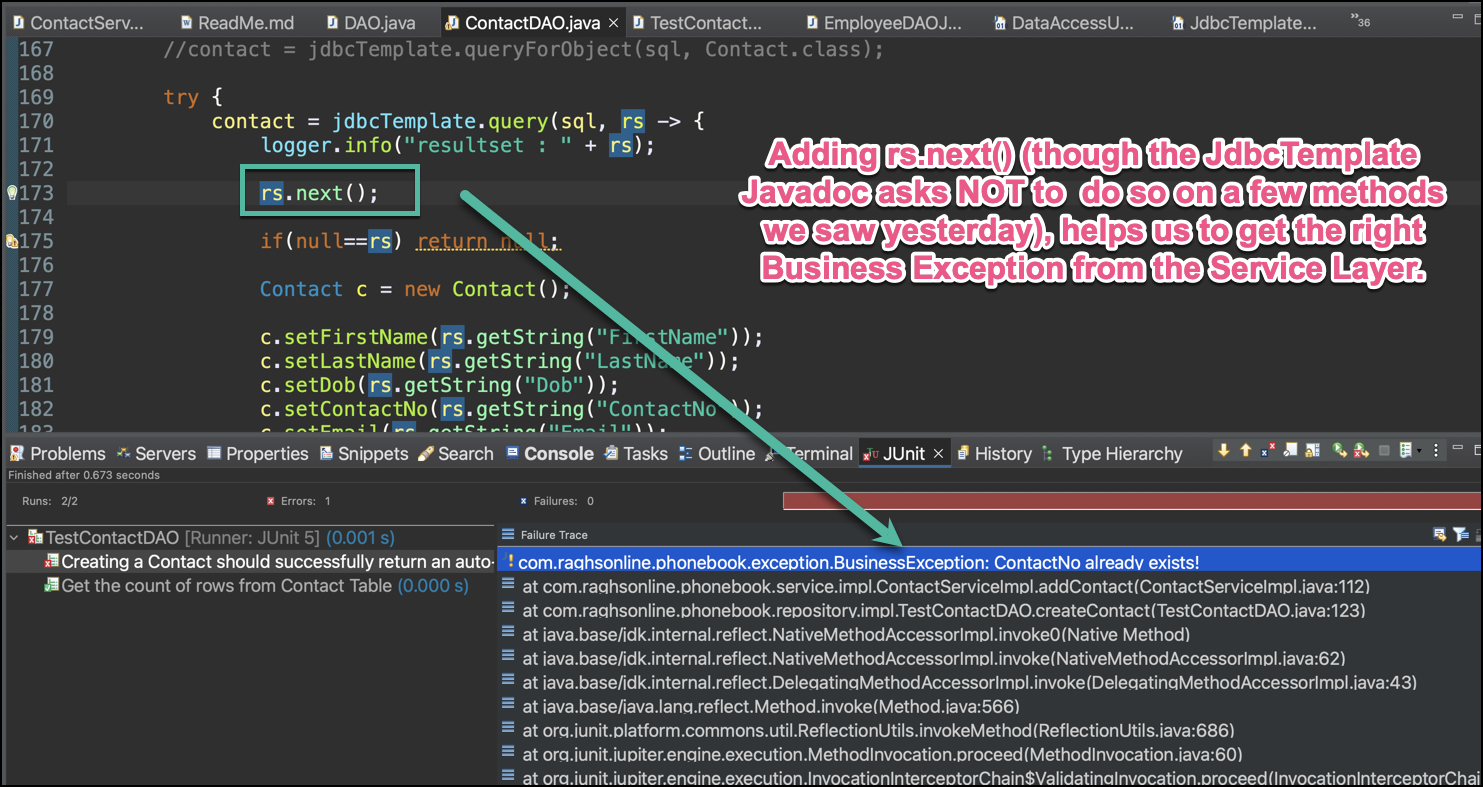 ContactServ...
ReadMe.md
DAO.java
ContactDAO.java
TestContact...
EmployeeDAOJ...
DataAccessU...
JdbcTemplate...
»36
167 //contact = jdbcTemplate.queryForObject(sql, Contact.class);
168
169 try {
170 contact = jdbcTemplate.query(sql, rs -> {
171 logger.info("resultset : " + rs);
172
173 rs.next();
174
175 if(null==rs) return null;
176
177 Contact c = new Contact();
178
179 c.setFirstName(rs.getString("FirstName"));
180 c.setLastName(rs.getString("LastName"));
181 c.setDob(rs.getString("Dob"));
182 c.setContactNo(rs.getString("ContactNo"));
183 c.setEmail(rs.getString("Email"));
Adding rs.next() (though the JdbcTemplate
Javadoc asks NOT to do so on a few methods
we saw yesterday), helps us to get the right
Business Exception from the Service Layer.
Problems Servers Properties Snippets Search Console Tasks Outline Terminal JUnit History Type Hierarchy
Finished after 0.673 seconds
Runs: 2/2 Errors: 1 Failures: 0
TestContactDAO [Runner: JUnit 5] (0.001 s)
Creating a Contact should successfully return an auto-
Get the count of rows from Contact Table (0.000 s)
Failure Trace
com.raghsonline.phonebook.exception.BusinessException: ContactNo already exists!
at com.raghsonline.phonebook.service.impl.ContactServiceImpl.addContact(ContactServiceImpl.java:112)
at com.raghsonline.phonebook.repository.impl.TestContactDAO.createContact(TestContactDAO.java:123)
at java.base/jdk.internal.reflect.NativeMethodAccessorImpl.invoke0(Native Method)
at java.base/jdk.internal.reflect.NativeMethodAccessorImpl.invoke(NativeMethodAccessorImpl.java:62)
at java.base/jdk.internal.reflect.DelegatingMethodAccessorImpl.invoke(DelegatingMethodAccessorImpl.java:43)
at java.base/java.lang.reflect.Method.invoke(Method.java:566)
at org.junit.platform.commons.util.ReflectionUtils.invokeMethod(ReflectionUtils.java:686)
at org.junit.jupiter.engine.execution.MethodInvocation.proceed(MethodInvocation.java:60)
at org.junit.jupiter.engine.execution.InvocationInterceptorChain$ValidatingInvocation.proceed(InvocationInterceptorChai